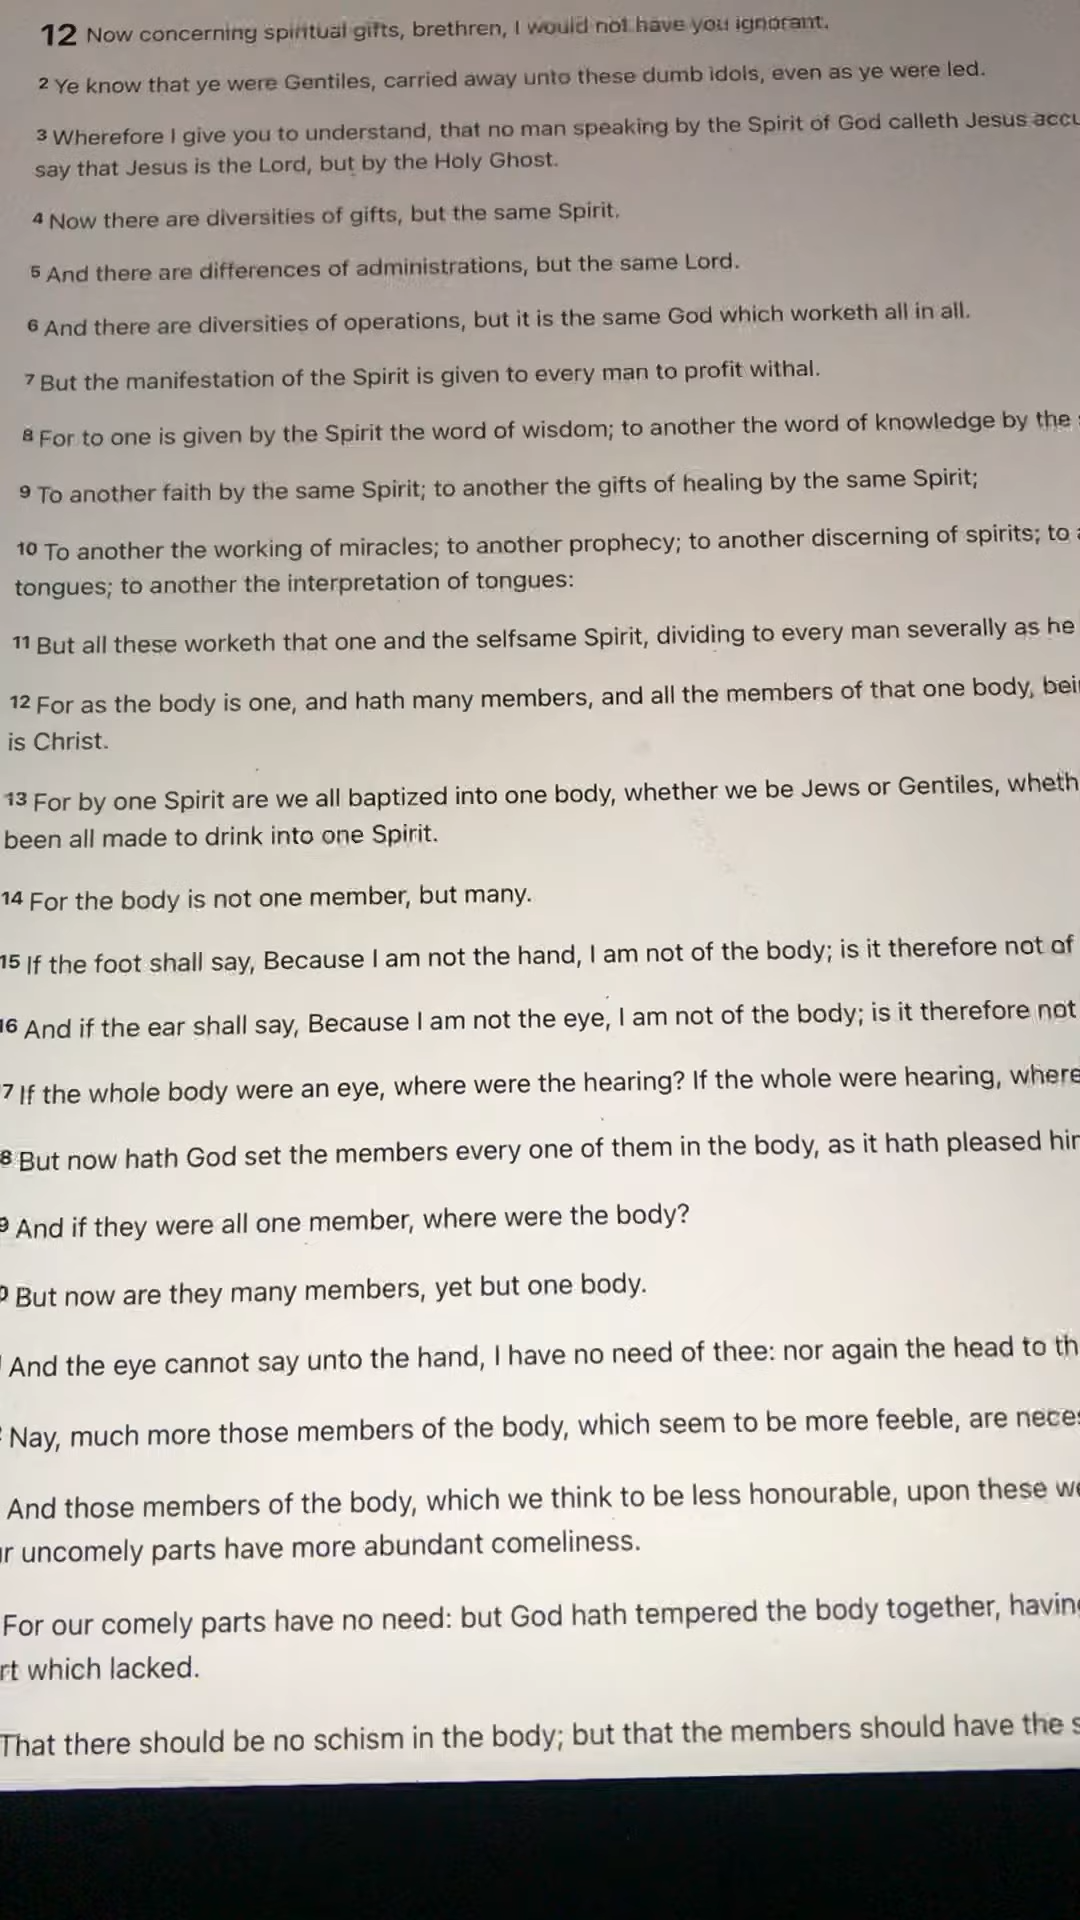 12 Now concerning spiritual gifts, brethren, I would not have you ignorant.
2 Ye know that ye were Gentiles, carried away unto these dumb idols, even as ye were led.
3 Wherefore I give you to understand, that no man speaking by the Spirit of God calleth Jesus accu
say that Jesus is the Lord, but by the Holy Ghost.
4 Now there are diversities of gifts, but the same Spirit.
5 And there are differences of administrations, but the same Lord.
6 And there are diversities of operations, but it is the same God which worketh all in all.
7 But the manifestation of the Spirit is given to every man to profit withal.
8 For to one is given by the Spirit the word of wisdom; to another the word of knowledge by the
9 To another faith by the same Spirit; to another the gifts of healing by the same Spirit;
10 To another the working of miracles; to another prophecy; to another discerning of spirits; to
tongues; to another the interpretation of tongues:
11 But all these worketh that one and the selfsame Spirit, dividing to every man severally as he
12 For as the body is one, and hath many members, and all the members of that one body, bei
is Christ.
13 For by one Spirit are we all baptized into one body, whether we be Jews or Gentiles, wheth
been all made to drink into one Spirit.
14 For the body is not one member, but many.
15 If the foot shall say, Because I am not the hand, I am not of the body; is it therefore not of
16 And if the ear shall say, Because I am not the eye, I am not of the body; is it therefore not
7 If the whole body were an eye, where were the hearing? If the whole were hearing, where
8 But now hath God set the members every one of them in the body, as it hath pleased hi
9 And if they were all one member, where were the body?
0 But now are they many members, yet but one body.
And the eye cannot say unto the hand, I have no need of thee: nor again the head to th
Nay, much more those members of the body, which seem to be more feeble, are nece
And those members of the body, which we think to be less honourable, upon these we
r uncomely parts have more abundant comeliness.
For our comely parts have no need: but God hath tempered the body together, having
rt which lacked.
That there should be no schism in the body; but that the members should have the s